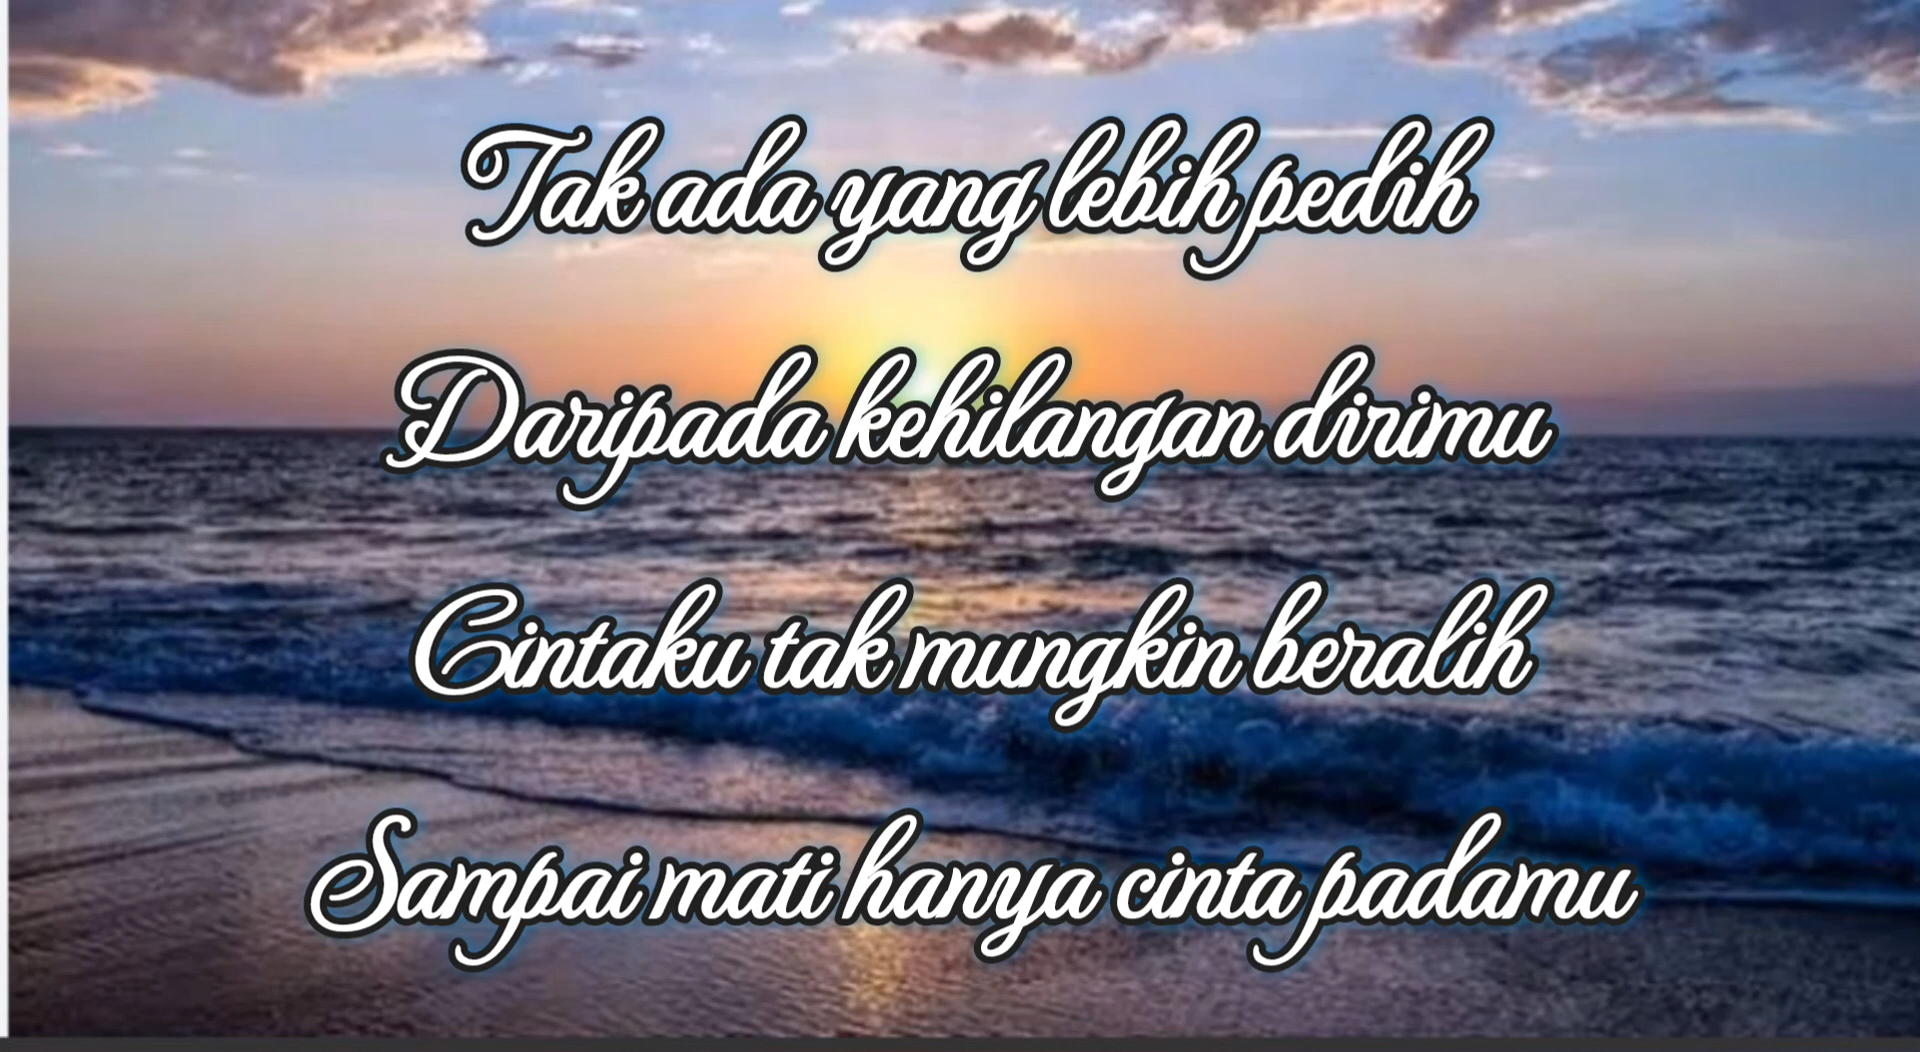 Tak ada yang lebih pedih
Daripada kehilangan dirimu
Cintaku tak mungkin beralih
Sampai mati hanya cinta padamu